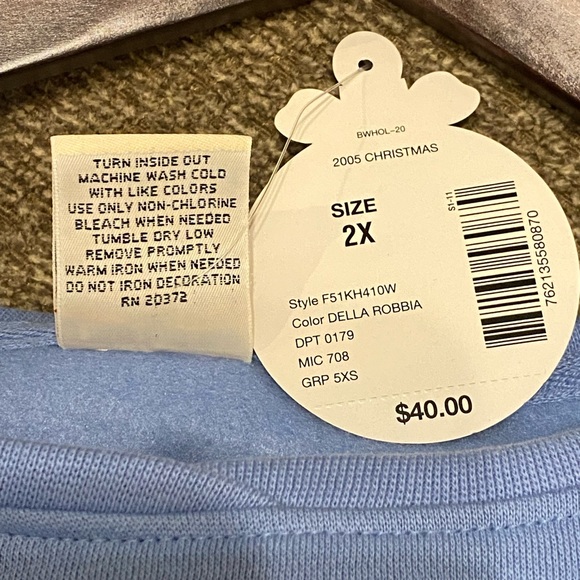 TURN INSIDE OUT
MACHINE WASH COLD
WITH LIKE COLORS
USE ONLY NON-CHLORINE
BLEACH WHEN NEEDED
TUMBLE DRY LOW
REMOVE PROMPTLY
WARM IRON WHEN NEEDED
DO NOT IRON DECORATION
RN 20372
BWHOL-20
2005 CHRISTMAS
SIZE
2X
Style F51KH410W
Color DELLA ROBBIA
DPT 0179
MIC 708
GRP 5XS
$40.00
S1-11
762135580870